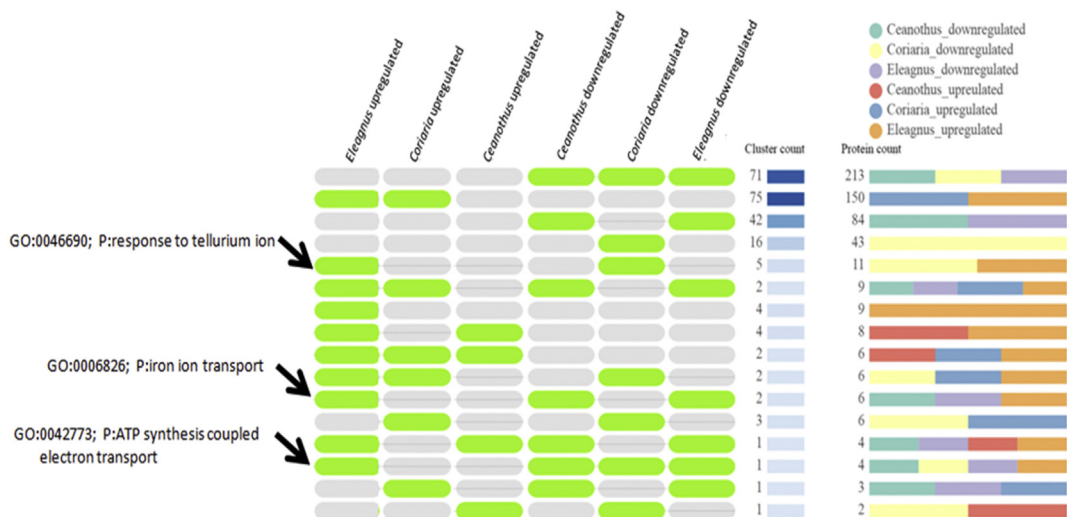 Eleagnus upregulated
Coriaria upregulated
Ceanothus upregulated
Ceanothus downregulated
Coriaria downregulated
Eleagnus downregulated
Ceanothus_downregulated
Coriaria_downregulated
Eleagnus_downregulated
Ceanothus_upreulated
Coriaria_upregulated
Eleagnus_upregulated
Cluster count
Protein count
71 213
75 150
42 84
16 43
GO:0046690; P:response to tellurium ion
5 11
2 9
4 9
4 8
2 6
GO:0006826; P:iron ion transport
2 6
2 6
3 6
GO:0042773; P:ATP synthesis coupled
electron transport
1 4
1 4
1 3
1 2